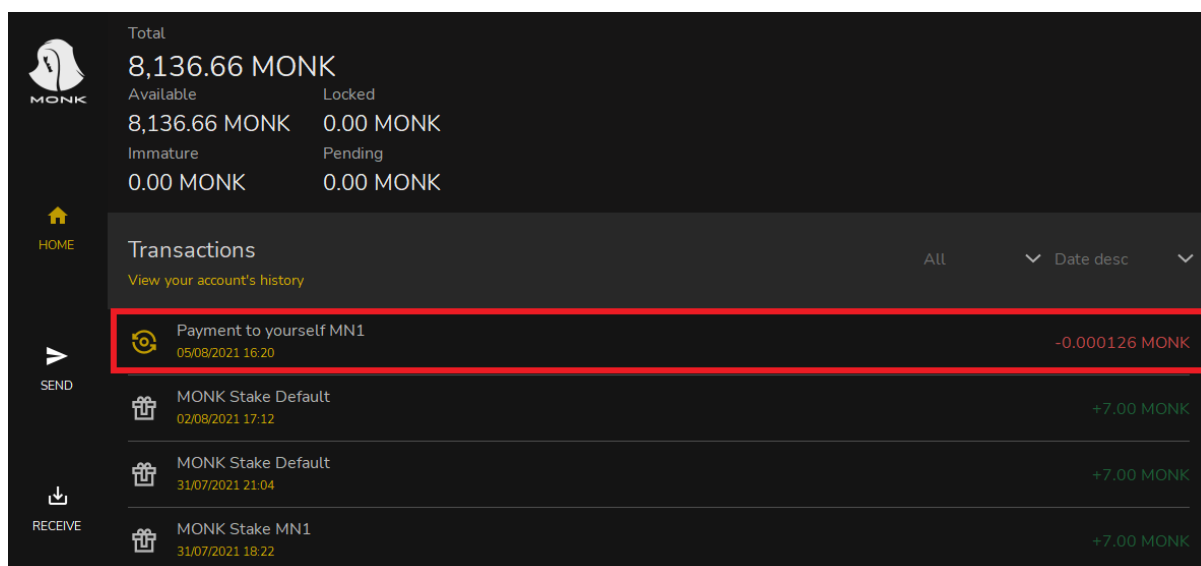 MONK
HOME
SEND
RECEIVE
Total
8,136.66 MONK
Available Locked
8,136.66 MONK 0.00 MONK
Immature Pending
0.00 MONK 0.00 MONK
Transactions
View your account's history
All Date desc
Payment to yourself MN1
05/08/2021 16:20
-0.000126 MONK
MONK Stake Default
02/08/2021 17:12
+7.00 MONK
MONK Stake Default
31/07/2021 21:04
+7.00 MONK
MONK Stake MN1
31/07/2021 18:22
+7.00 MONK